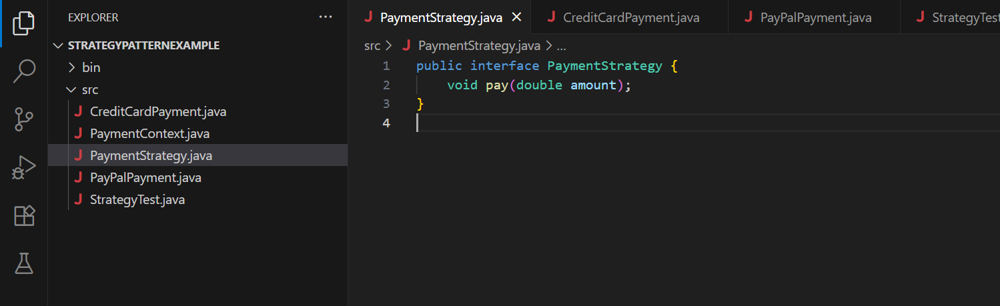 EXPLORER
STRATEGYPATTERNEXAMPLE
bin
src
J CreditCardPayment.java
J PaymentContext.java
J PaymentStrategy.java
J PayPalPayment.java
J StrategyTest.java
J PaymentStrategy.java J CreditCardPayment.java J PayPalPayment.java J StrategyTest
src > J PaymentStrategy.java > ...
1 public interface PaymentStrategy {
2 void pay(double amount);
3 }
4